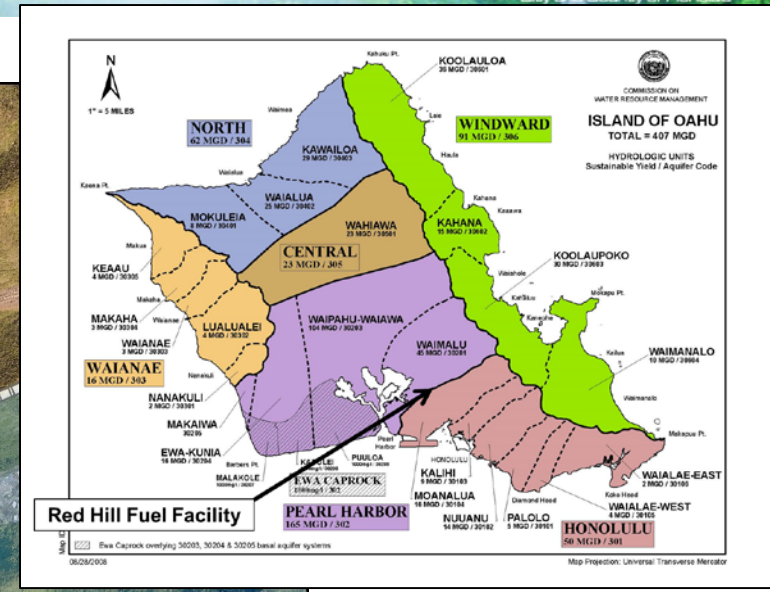 N
1" = 5 MILES
Kahuku Pt.
KOOLAULOA
36 MGD / 30601
COMMISSION ON
WATER RESOURCE MANAGEMENT
ISLAND OF OAHU
TOTAL = 407 MGD
HYDROLOGIC UNITS
Sustainable Yield / Aquifer Code
NORTH
62 MGD / 304
WINDWARD
91 MGD / 306
Waimea
Laie
Hauula
KAWAILOA
29 MGD / 30403
Waialua
WAIALUA
25 MGD / 30402
Kaena Pt.
MOKULEIA
8 MGD / 30401
WAHIAWA
23 MGD / 30501
CENTRAL
23 MGD / 305
Kahana
Kaaawa
KAHANA
15 MGD / 30602
KOOLAUPOKO
30 MGD / 30603
Waiahole
Mokapu Pt.
Kahaluu
Kaneohe
Makua
KEAAU
4 MGD / 30305
Makaha
MAKAHA
3 MGD / 30304
Waianae
WAIANAE
3 MGD / 30303
LUALUALEI
4 MGD / 30302
WAIPAHU-WAIAWA
104 MGD / 30203
WAIMALU
45 MGD / 30201
Kailua
WAIMANALO
10 MGD / 30604
Waimanalo
WAIANAE
16 MGD / 303
Nanakuli
NANAKULI
2 MGD / 30301
MAKAIWA
30205
EWA-KUNIA
16 MGD / 30204
Barbers Pt.
MALAKOLE
KAPOLEI
PUULOA
Pearl
Harbor
EWA CAPROCK
HONOLULU
KALIHI
9 MGD / 30103
MOANALUA
16 MGD / 30104
NUUANU
14 MGD / 30102
Diamond Head
PALOLO
5 MGD / 30101
Koko Head
Makapuu Pt.
WAIALAE-EAST
2 MGD / 30106
WAIALAE-WEST
4 MGD / 30105
Red Hill Fuel Facility
PEARL HARBOR
165 MGD / 302
HONOLULU
50 MGD / 301
Map ID
Ewa Caprock overlying 30203, 30204 & 30205 basal aquifer systems
08/28/2008
Map Projection: Universal Transverse Mercator